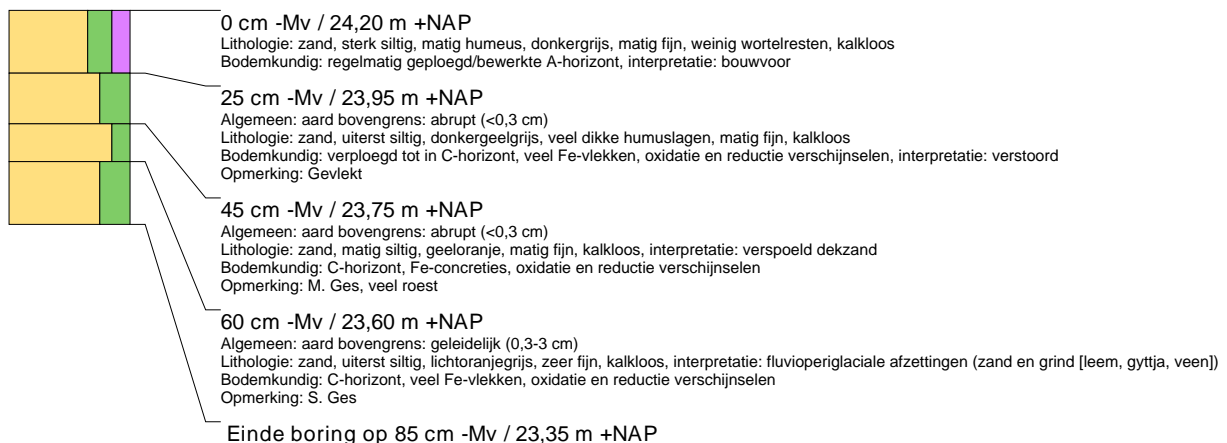 0 cm -Mv / 24,20 m +NAP
Lithologie: zand, sterk siltig, matig humeus, donkergrijs, matig fijn, weinig wortelresten, kalkloos
Bodemkundig: regelmatig geploegd/bewerkte A-horizont, interpretatie: bouwvoor
25 cm -Mv / 23,95 m +NAP
Algemeen: aard bovengrens: abrupt (<0,3 cm)
Lithologie: zand, uiterst siltig, donkergeelgrijs, veel dikke humuslagen, matig fijn, kalkloos
Bodemkundig: verploegd tot in C-horizont, veel Fe-vlekken, oxidatie en reductie verschijnselen, interpretatie: verstoord
Opmerking: Gevlekt
45 cm -Mv / 23,75 m +NAP
Algemeen: aard bovengrens: abrupt (<0,3 cm)
Lithologie: zand, matig siltig, geeloranje, matig fijn, kalkloos, interpretatie: verspoeld dekzand
Bodemkundig: C-horizont, Fe-concreties, oxidatie en reductie verschijnselen
Opmerking: M. Ges, veel roest
60 cm -Mv / 23,60 m +NAP
Algemeen: aard bovengrens: geleidelijk (0,3-3 cm)
Lithologie: zand, uiterst siltig, lichtoranjegrijs, zeer fijn, kalkloos, interpretatie: fluvioperiglaciale afzettingen (zand en grind [leem, gyttja, veen])
Bodemkundig: C-horizont, veel Fe-vlekken, oxidatie en reductie verschijnselen
Opmerking: S. Ges
Einde boring op 85 cm -Mv / 23,35 m +NAP